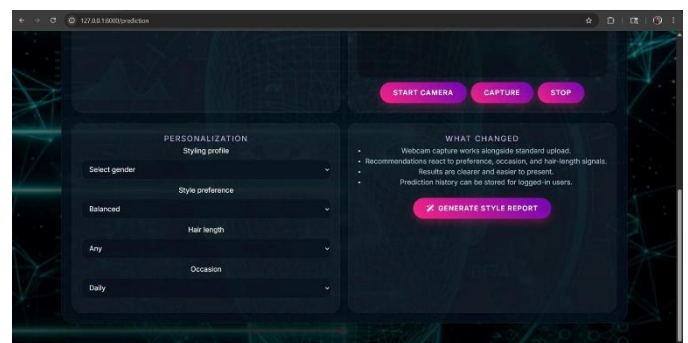 127.0.0.1:8000/prediction
START CAMERA CAPTURE STOP
PERSONALIZATION
Styling profile
Select gender
Style preference
Balanced
Hair length
Any
Occasion
Daily
WHAT CHANGED
Webcam capture works alongside standard upload.
Recommendations react to preference, occasion, and hair-length signals.
Results are clearer and easier to present.
Prediction history can be stored for logged-in users.
GENERATE STYLE REPORT